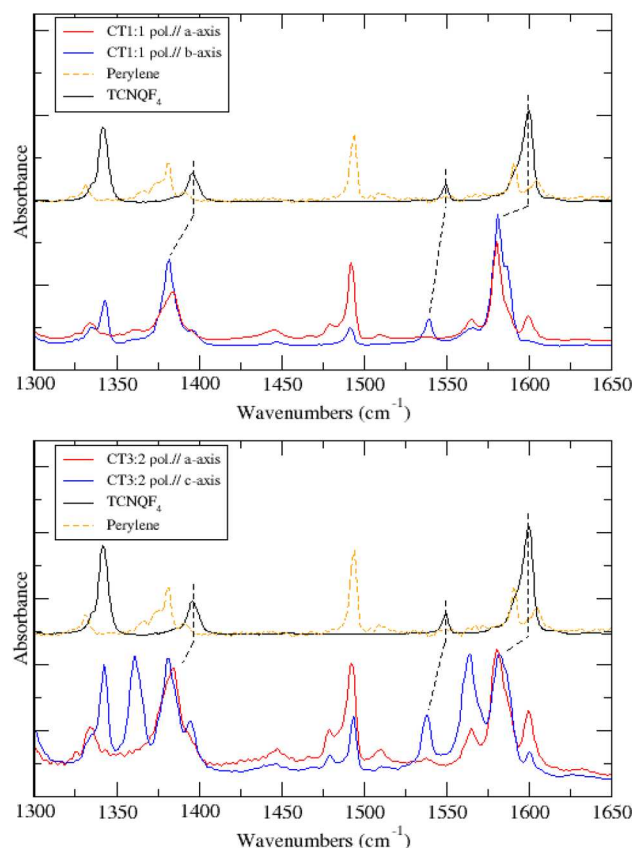 CT1:1 pol.// a-axis
CT1:1 pol.// b-axis
Perylene
TCNQF₄
Absorbance
1300 1350 1400 1450 1500 1550 1600 1650
Wavenumbers (cm⁻¹)
CT3:2 pol.// a-axis
CT3:2 pol.// c-axis
TCNQF₄
Perylene
Absorbance
1300 1350 1400 1450 1500 1550 1600 1650
Wavenumbers (cm⁻¹)